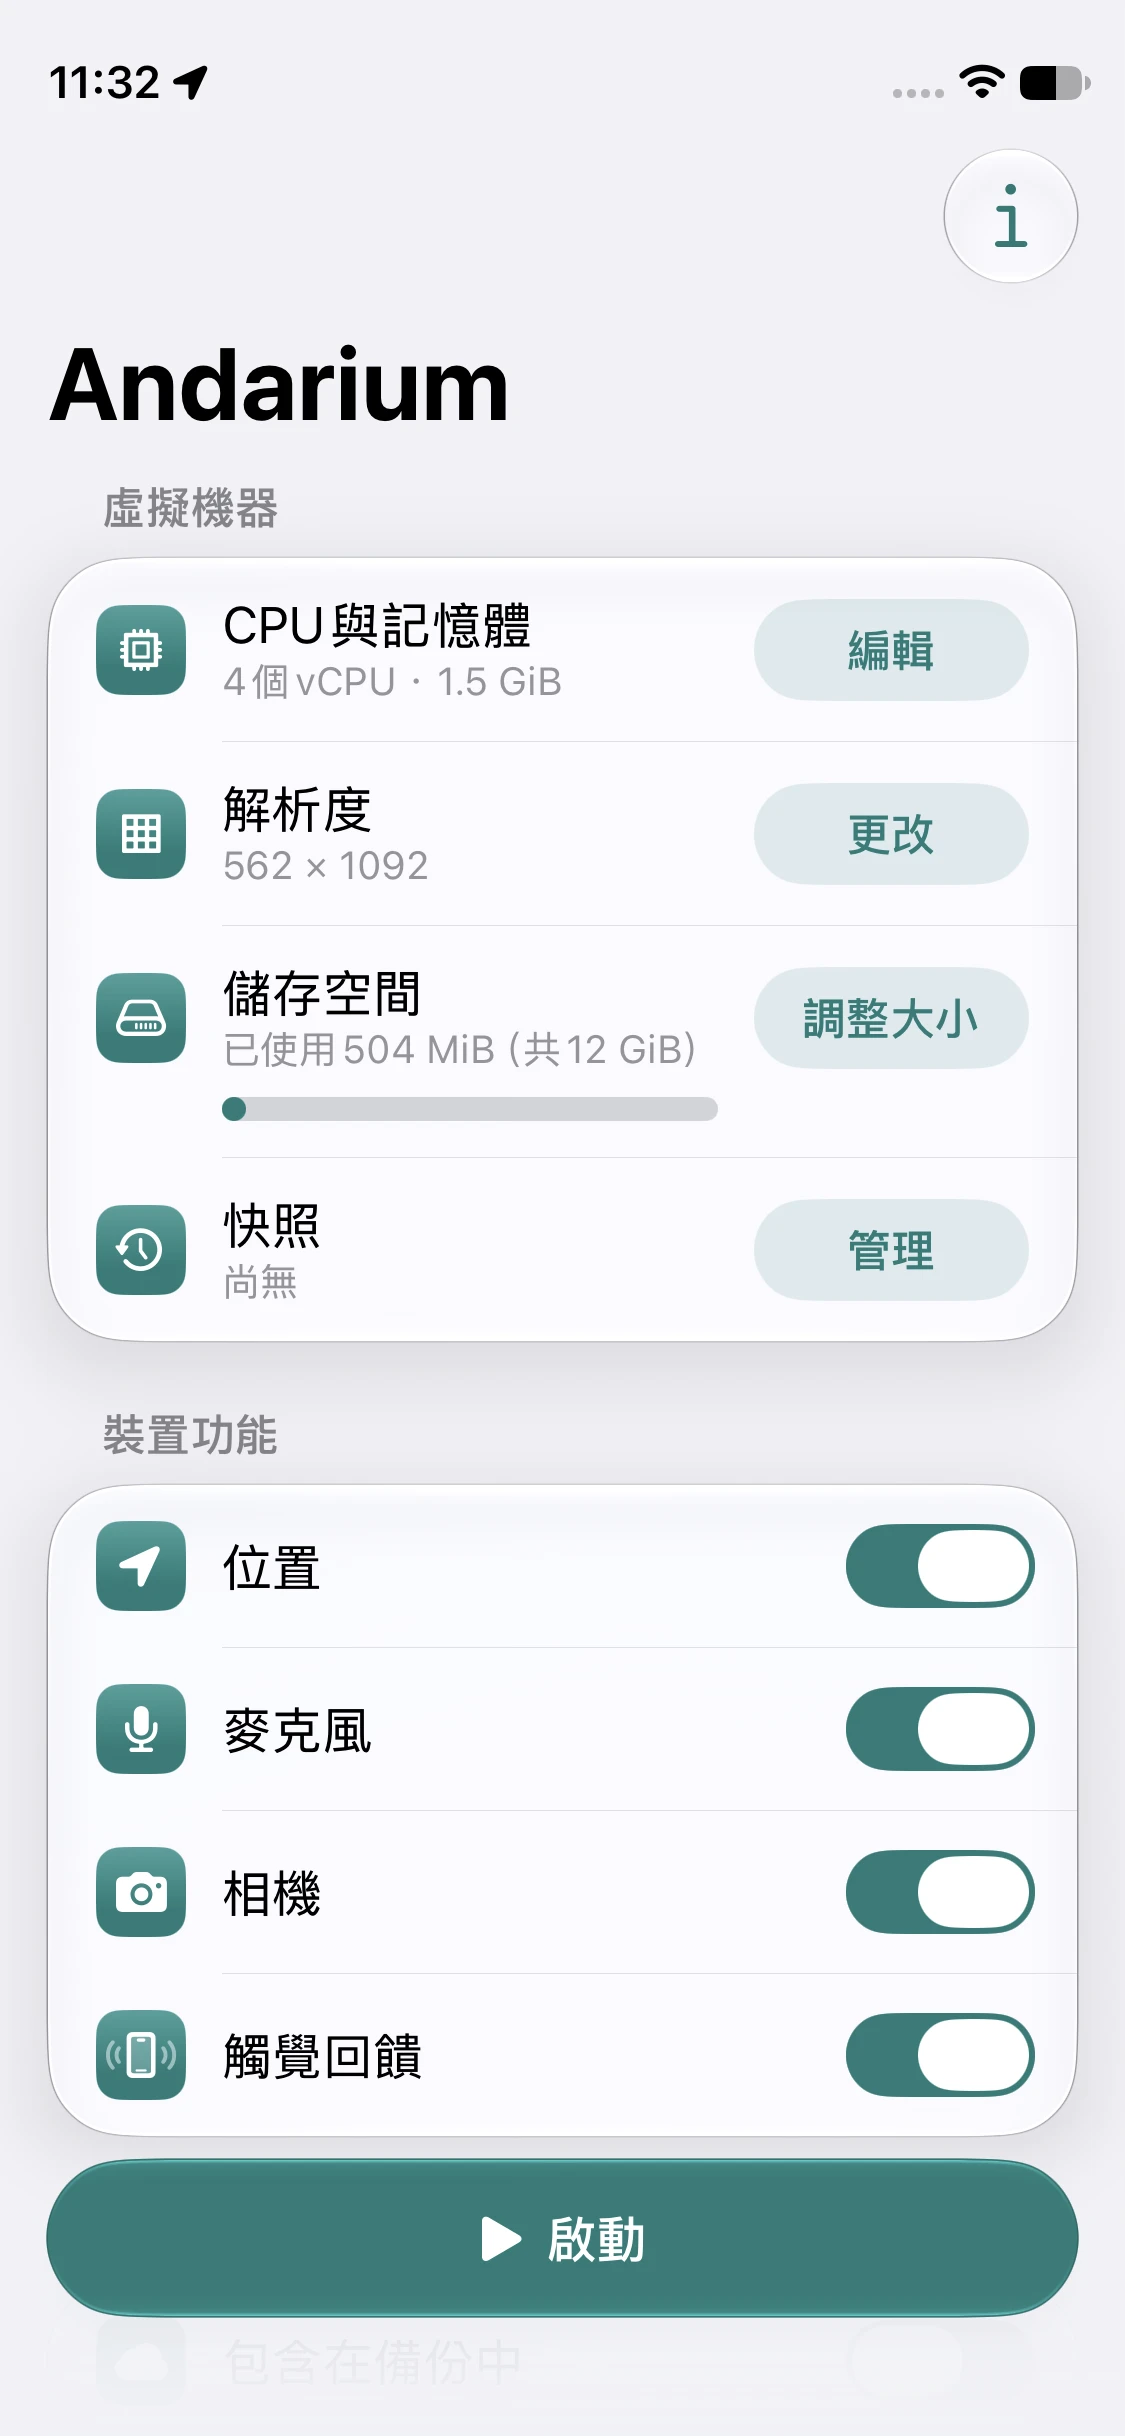 11:32
Andarium
虛擬機器
CPU與記憶體
4個vCPU · 1.5 GiB
編輯
解析度
562 × 1092
更改
儲存空間
已使用504 MiB (共12 GiB)
調整大小
快照
尚無
管理
裝置功能
位置
麥克風
相機
觸覺回饋
啟動
包含在備份中